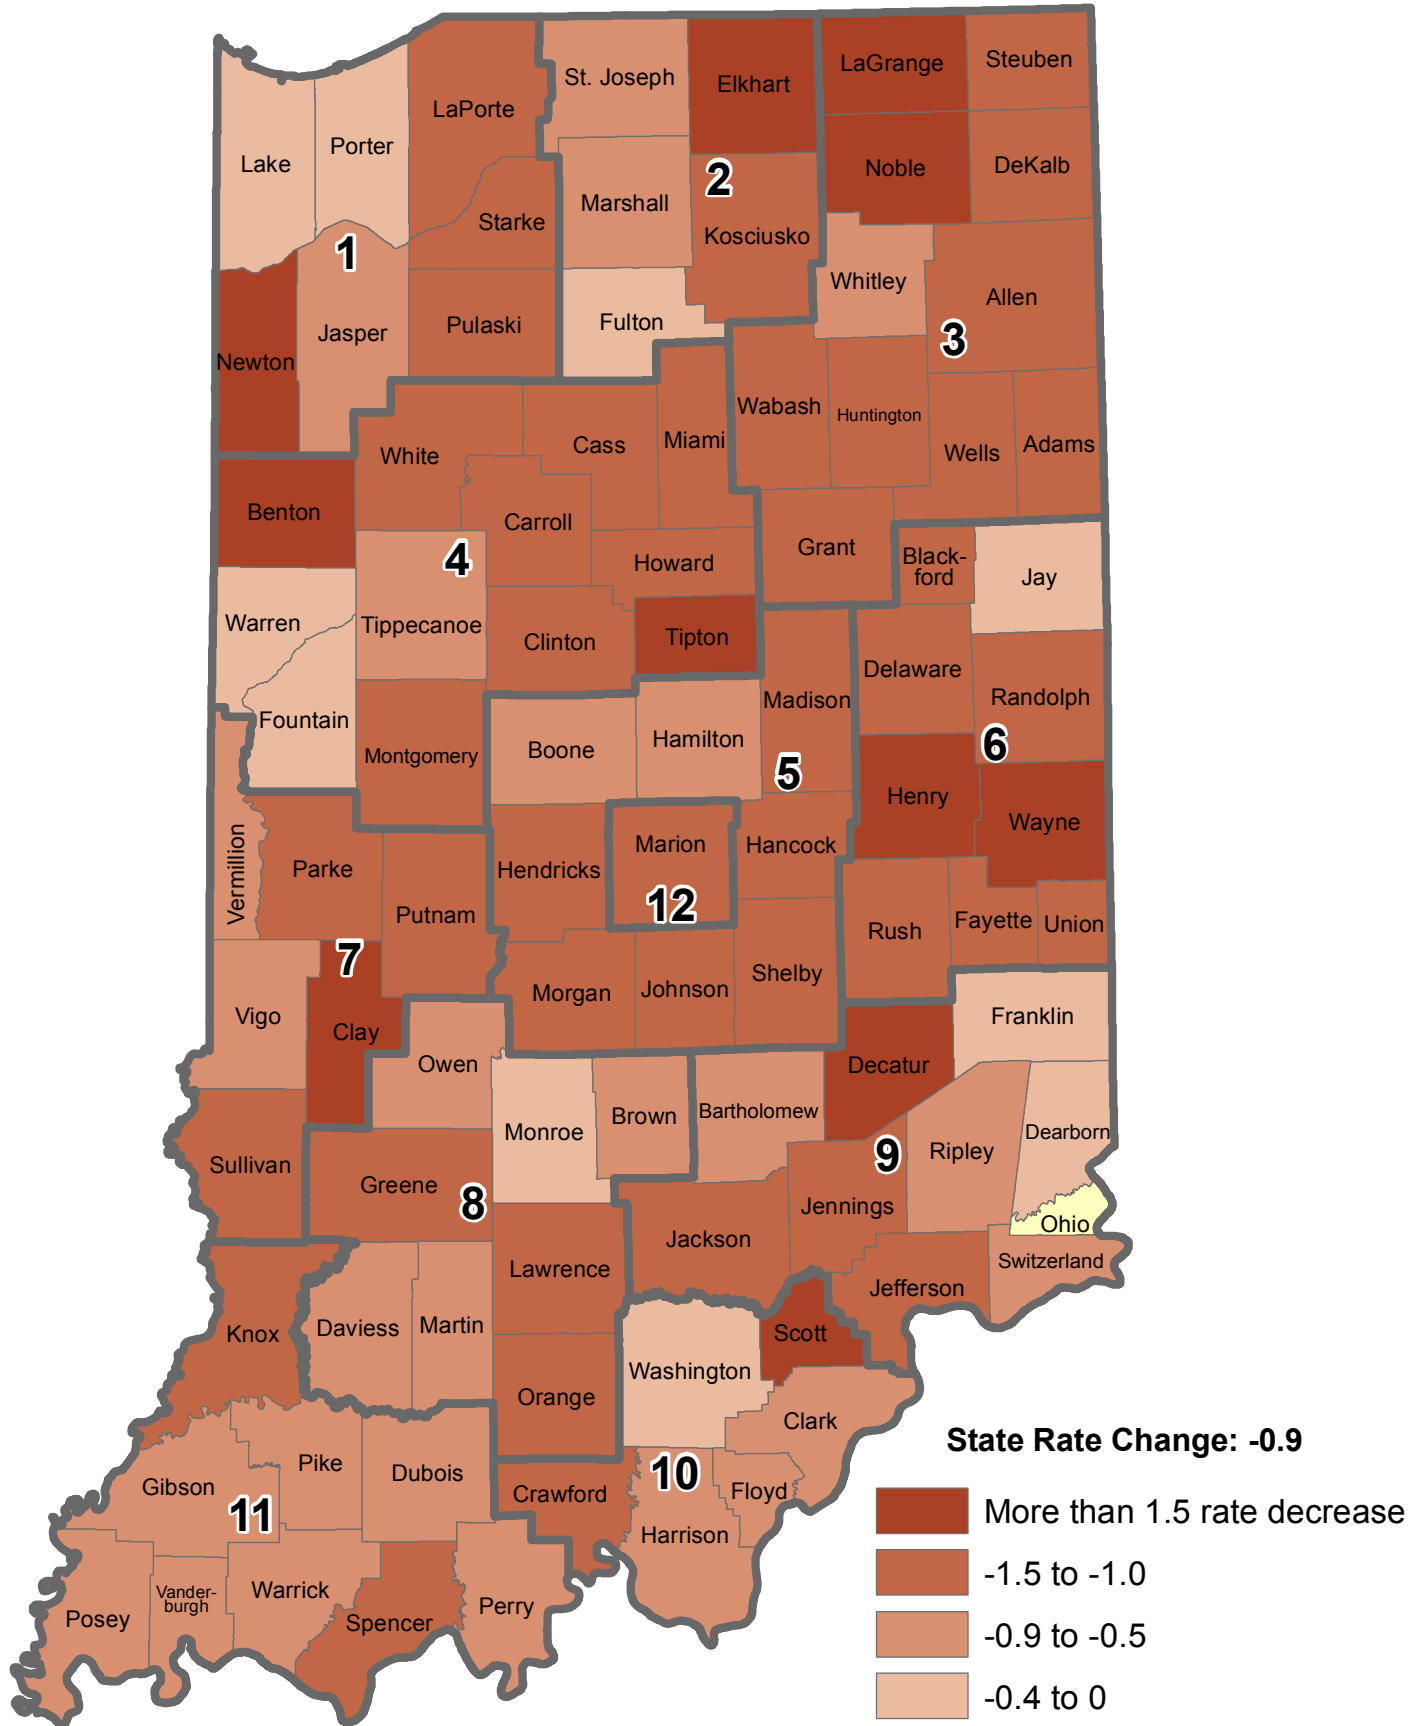 St. Joseph
Elkhart
LaGrange
Steuben
LaPorte
Lake
Porter
Noble
DeKalb
2
Marshall
Starke
Kosciusko
1
Whitley
Allen
Jasper
Pulaski
Fulton
3
Newton
Wabash
Huntington
White
Cass
Miami
Wells
Adams
Benton
Carroll
Grant
Black-
ford
Jay
4
Howard
Warren
Tippecanoe
Clinton
Tipton
Delaware
Randolph
Fountain
Madison
Montgomery
Boone
Hamilton
6
5
Henry
Wayne
Vermillion
Parke
Hendricks
Marion
Hancock
12
Putnam
Rush
Fayette
Union
7
Morgan
Johnson
Shelby
Vigo
Clay
Franklin
Owen
Decatur
Monroe
Brown
Bartholomew
Dearborn
9
Ripley
Sullivan
Greene
8
Jennings
Jackson
Ohio
Lawrence
Switzerland
Jefferson
Knox
Daviess
Martin
Scott
Washington
Orange
Clark
Pike
Dubois
10
Gibson
Crawford
Floyd
11
Harrison
Posey
Vander-
burgh
Warrick
Spencer
Perry
State Rate Change: -0.9
More than 1.5 rate decrease
-1.5 to -1.0
-0.9 to -0.5
-0.4 to 0